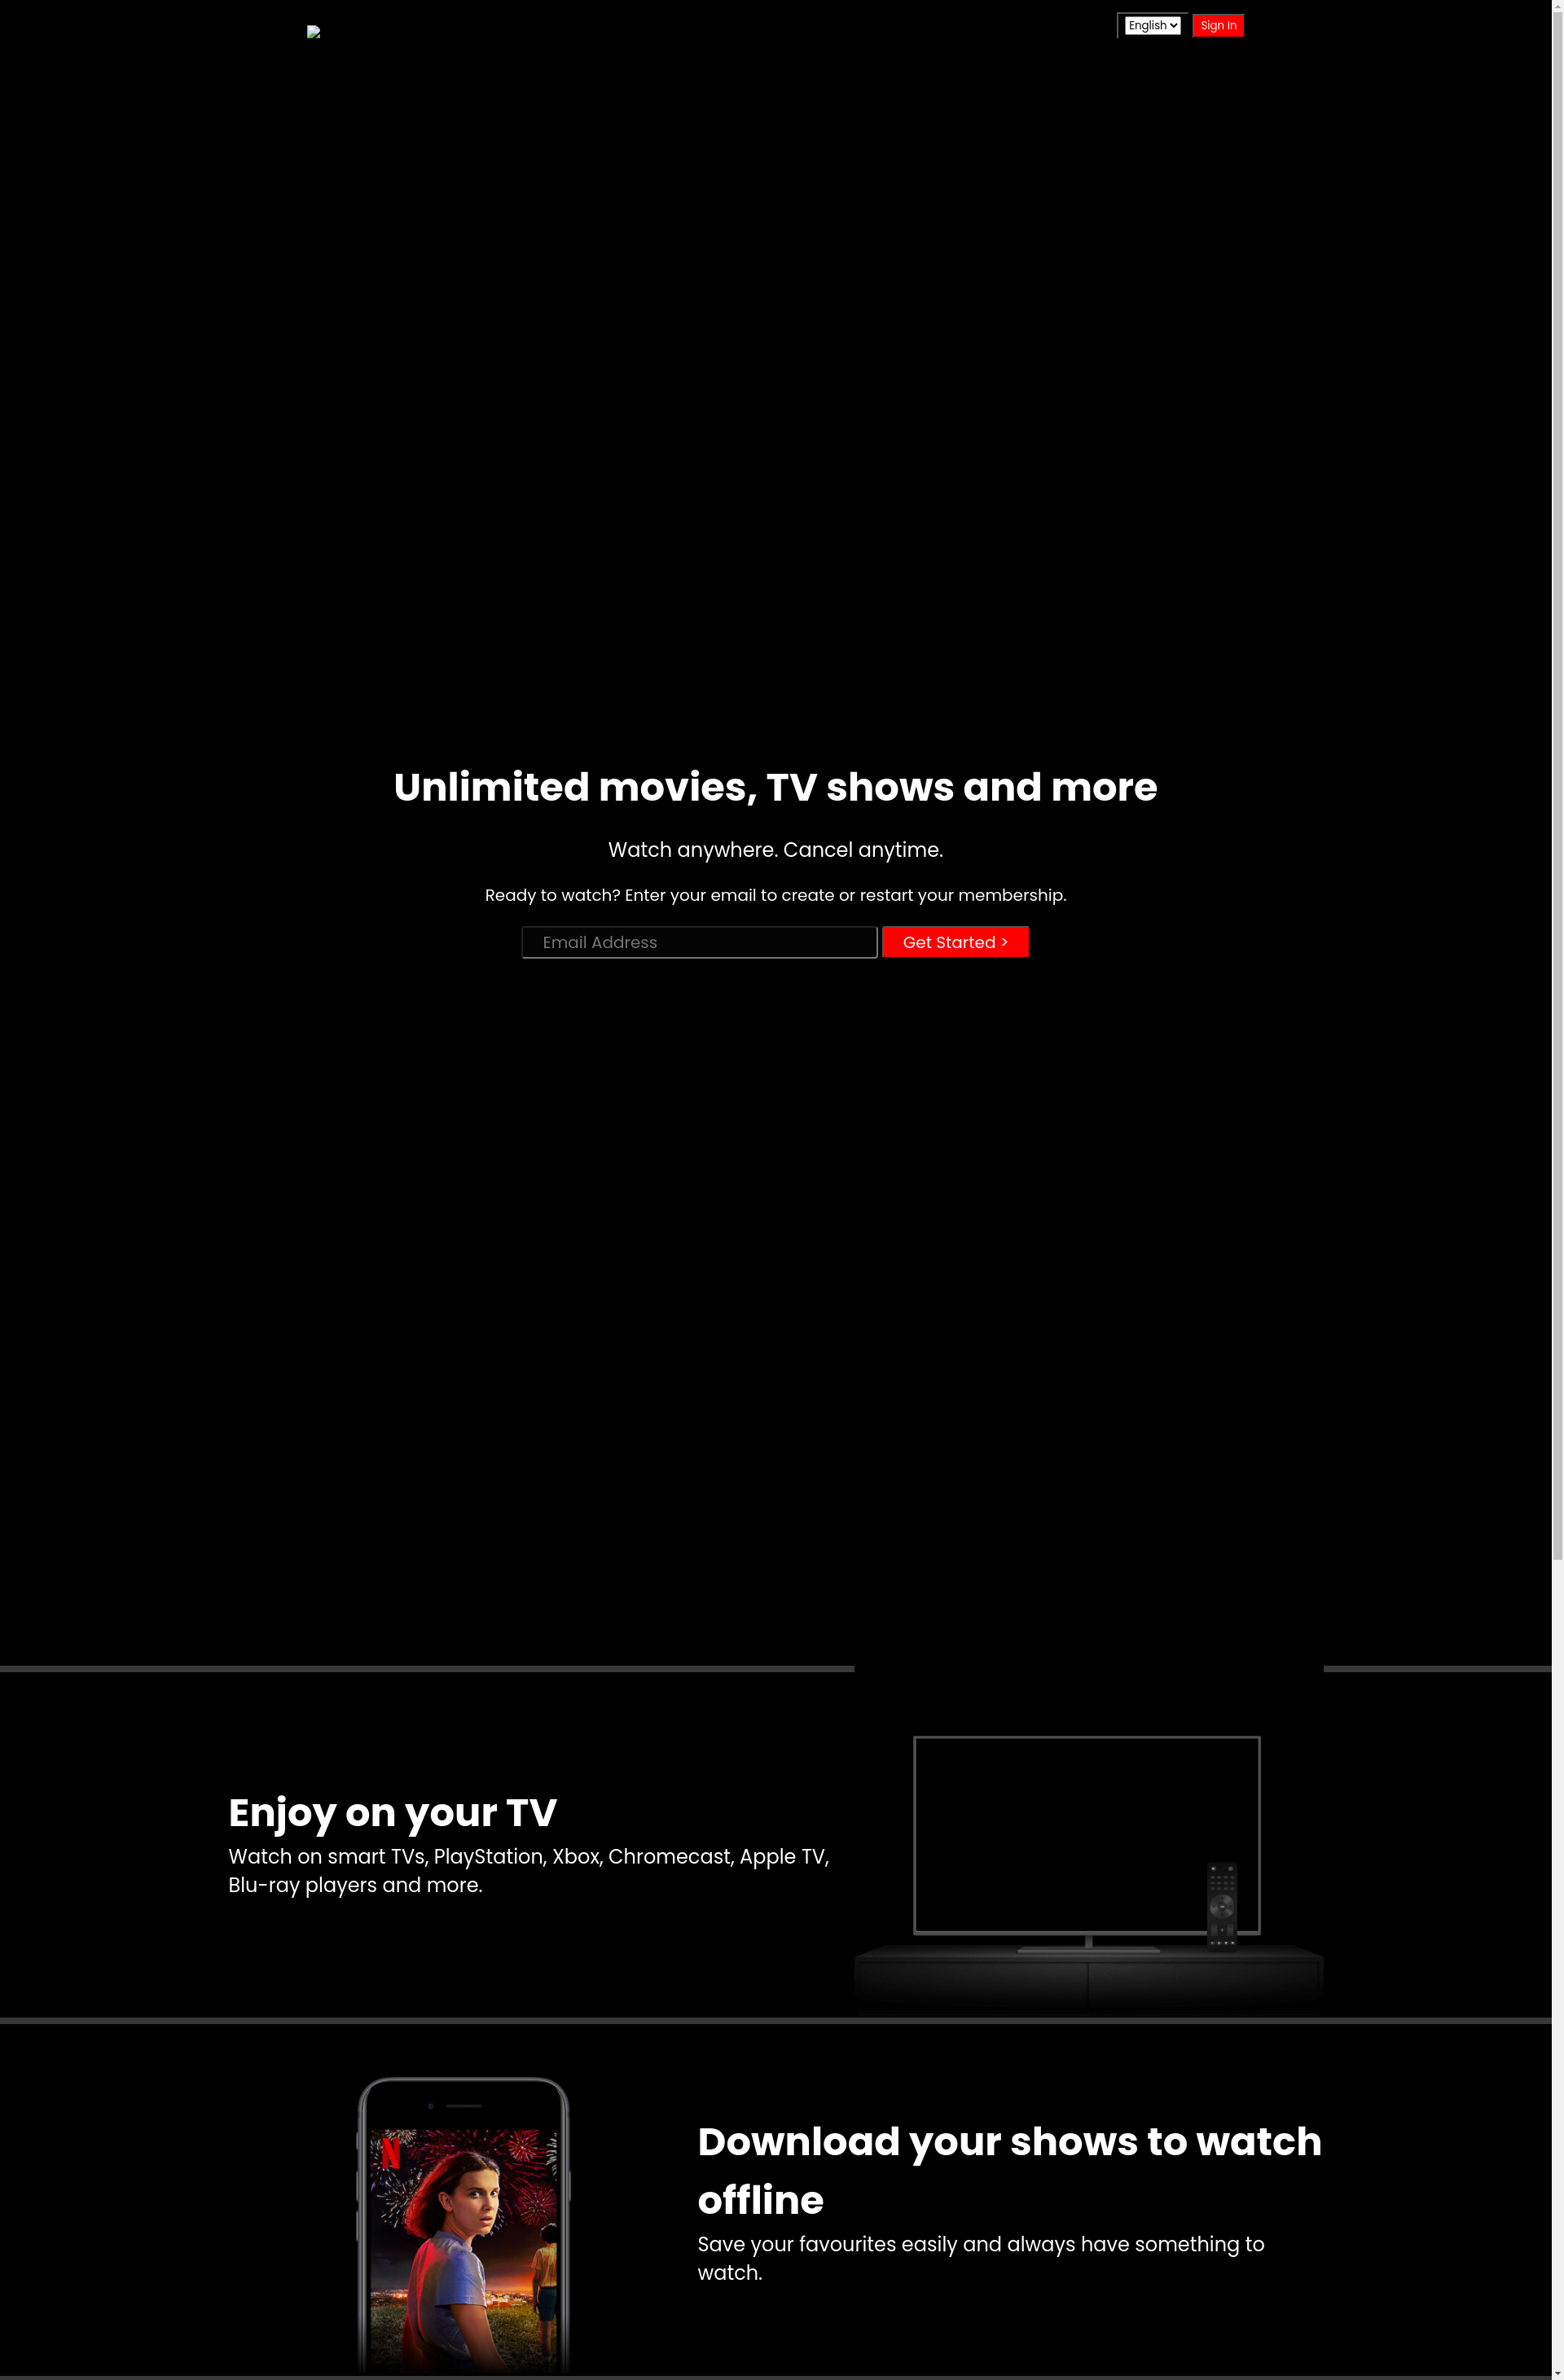 English
Sign In
Unlimited movies, TV shows and more
Watch anywhere. Cancel anytime.
Ready to watch? Enter your email to create or restart your membership.
Email Address
Get Started >
Enjoy on your TV
Watch on smart TVs, PlayStation, Xbox, Chromecast, Apple TV,
Blu-ray players and more.
N
Download your shows to watch
offline
Save your favourites easily and always have something to
watch.